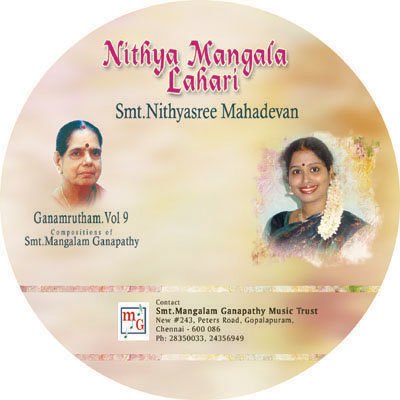 Nithya Mangala
Lahari
Smt.Nithyasree Mahadevan
Ganamrutham.Vol 9
Compositions of
Smt.Mangalam Ganapathy
Contact
Smt.Mangalam Ganapathy Music Trust
New #243, Peters Road, Gopalapuram,
Chennai - 600 086
Ph: 28350033, 24356949
mG